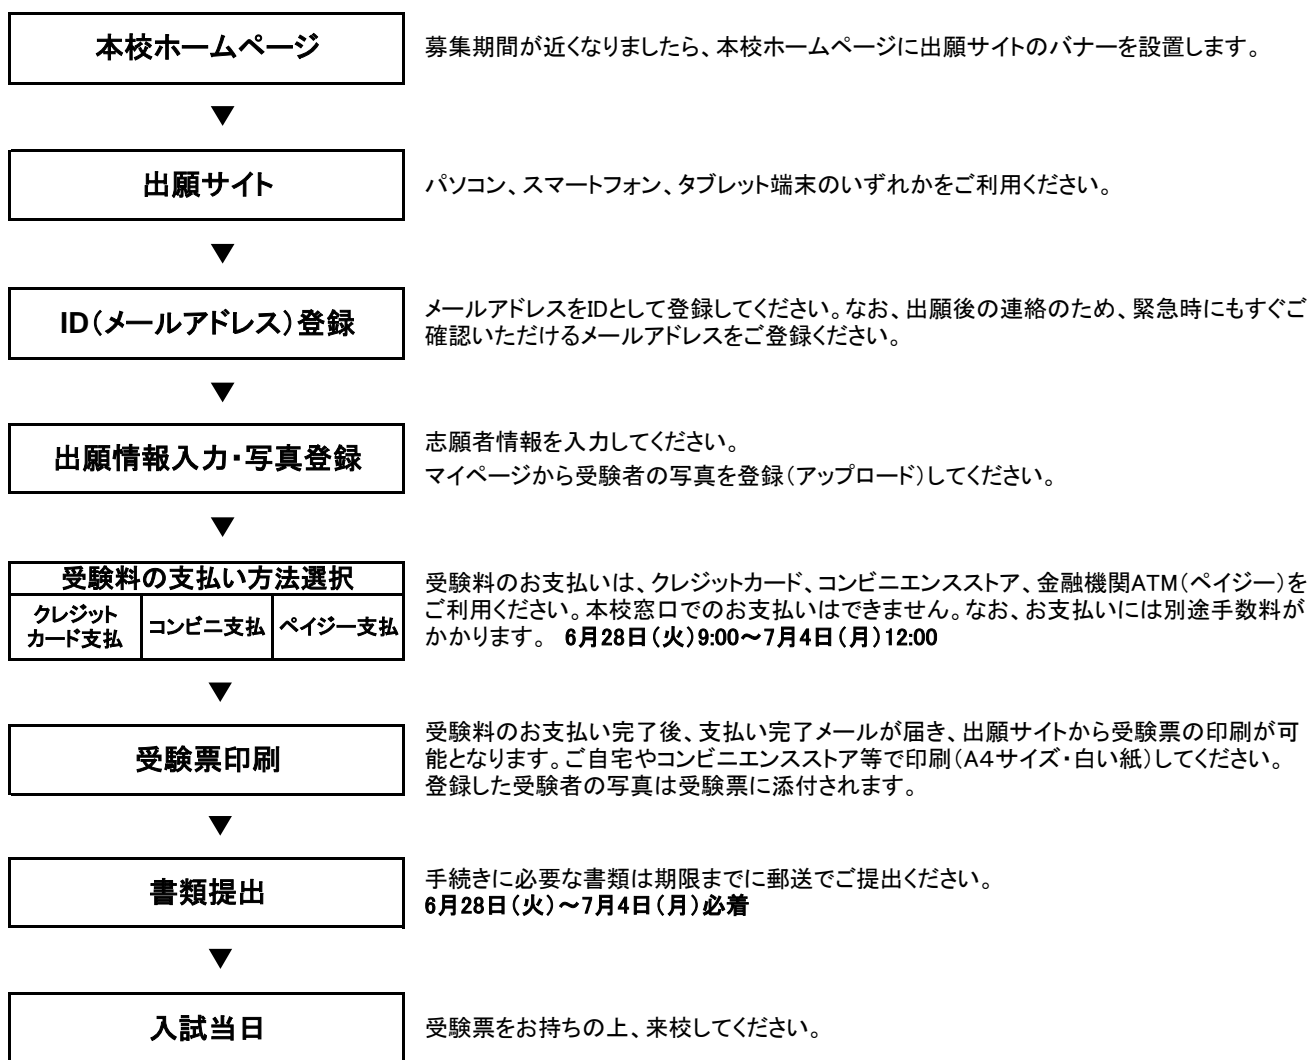 本校ホームページ
募集期間が近くなりましたら、本校ホームページに出願サイトのバナーを設置します。
▼
出願サイト
パソコン、スマートフォン、タブレット端末のいずれかをご利用ください。
▼
ID（メールアドレス）登録
メールアドレスをIDとして登録してください。なお、出願後の連絡のため、緊急時にもすぐご
確認いただけるメールアドレスをご登録ください。
▼
出願情報入力・写真登録
志願者情報を入力してください。
マイページから受験者の写真を登録（アップロード）してください。
▼
受験料の支払い方法選択
クレジット
カード支払
コンビニ支払
ペイジー支払
受験料のお支払いは、クレジットカード、コンビニエンスストア、金融機関ATM（ペイジー）を
ご利用ください。本校窓口でのお支払いはできません。なお、お支払いには別途手数料が
かかります。 6月28日（火）9:00～7月4日（月）12:00
▼
受験票印刷
受験料のお支払い完了後、支払い完了メールが届き、出願サイトから受験票の印刷が可
能となります。ご自宅やコンビニエンスストア等で印刷（A4サイズ・白い紙）してください。
登録した受験者の写真は受験票に添付されます。
▼
書類提出
手続きに必要な書類は期限までに郵送でご提出ください。
6月28日（火）～7月4日（月）必着
▼
入試当日
受験票をお持ちの上、来校してください。